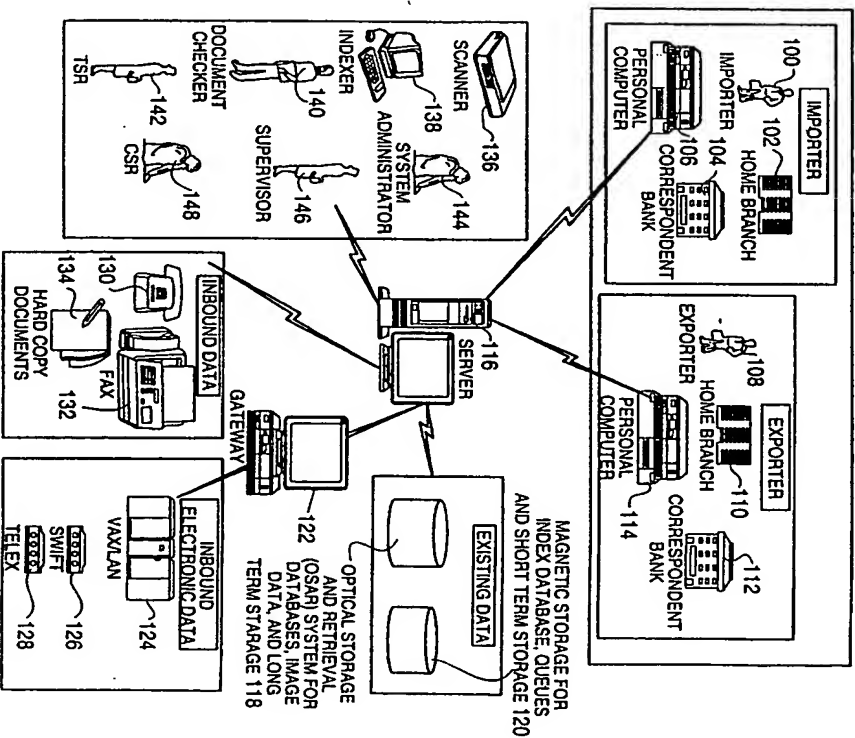 IMPORTER
100
IMPORTER
102
HOME BRANCH
104
CORRESPONDENT
BANK
106
PERSONAL
COMPUTER
EXPORTER
108
EXPORTER
HOME BRANCH
110
CORRESPONDENT
BANK
112
PERSONAL
COMPUTER
114
SCANNER
136
INDEXER
138
DOCUMENT
CHECKER
140
TSR
142
SYSTEM
ADMINISTRATOR
144
SUPERVISOR
146
CSR
148
SERVER
116
MAGNETIC STORAGE FOR
INDEX DATABASE, QUEUES
AND SHORT TERM STORAGE 120
EXISTING DATA
OPTICAL STORAGE
AND RETRIEVAL
(OSAR) SYSTEM FOR
DATABASES, IMAGE
DATA, AND LONG
TERM STARAGE 118
GATEWAY
122
INBOUND DATA
130
134
FAX
132
HARD COPY
DOCUMENTS
INBOUND
ELECTRONIC DATA
VAX/LAN
124
SWIFT
126
TELEX
128